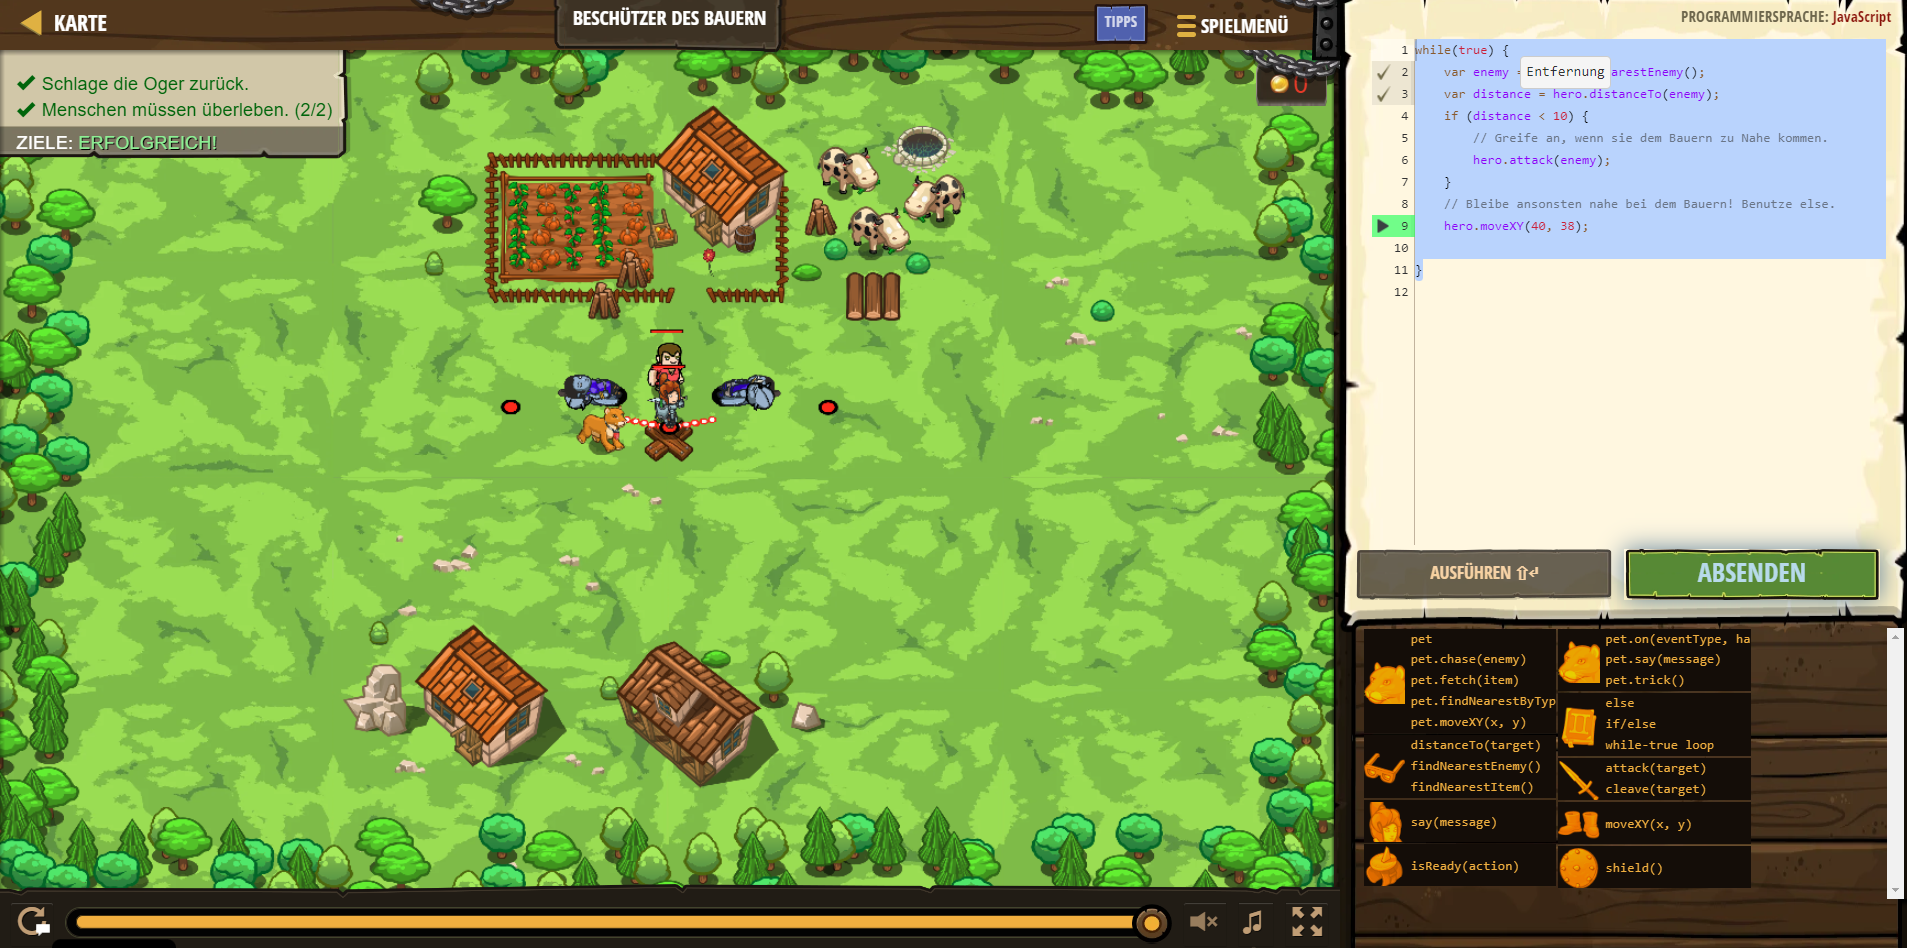 KARTE
BESCHÜTZER DES BAUERN
TIPPS
SPIELMENÜ
PROGRAMMIERSPRACHE: JavaScript
Schlage die Oger zurück.
Menschen müssen überleben. (2/2)
ZIELE: ERFOLGREICH!
0
1 while(true) {
2 var enemy = arestEnemy();
Entfernung
3 var distance = hero.distanceTo(enemy);
4 if (distance < 10) {
5 // Greife an, wenn sie dem Bauern zu Nahe kommen.
6 hero.attack(enemy);
7 }
8 // Bleibe ansonsten nahe bei dem Bauern! Benutze else.
9 hero.moveXY(40, 38);
10
11 }
12
AUSFÜHREN ⇧↵
ABSENDEN
pet
pet.chase(enemy)
pet.fetch(item)
pet.findNearestByTyp
pet.moveXY(x, y)
distanceTo(target)
findNearestEnemy()
findNearestItem()
say(message)
isReady(action)
pet.on(eventType, ha
pet.say(message)
pet.trick()
else
if/else
while-true loop
attack(target)
cleave(target)
moveXY(x, y)
shield()